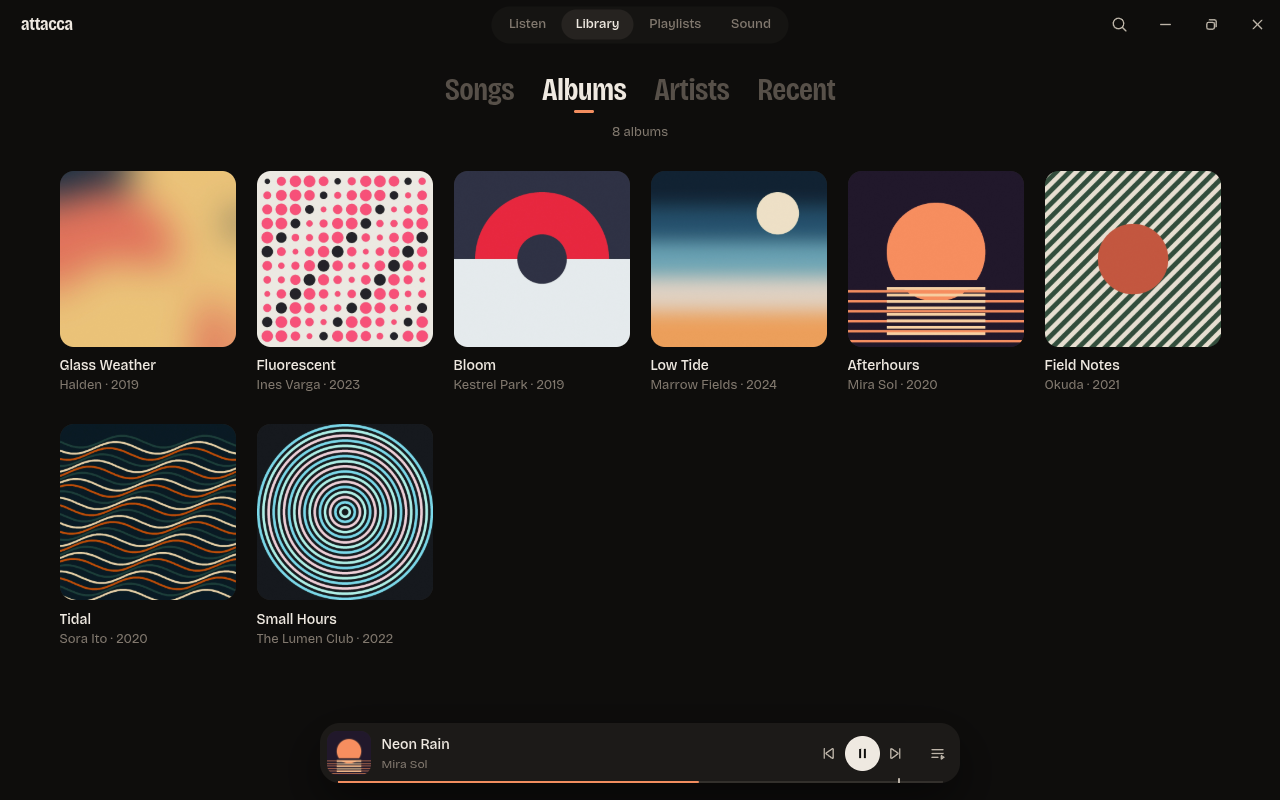 attacca
Listen Library Playlists Sound
Songs Albums Artists Recent
8 albums
Glass Weather
Halden · 2019
Fluorescent
Ines Varga · 2023
Bloom
Kestrel Park · 2019
Low Tide
Marrow Fields · 2024
Afterhours
Mira Sol · 2020
Field Notes
Okuda · 2021
Tidal
Sora Ito · 2020
Small Hours
The Lumen Club · 2022
Neon Rain
Mira Sol